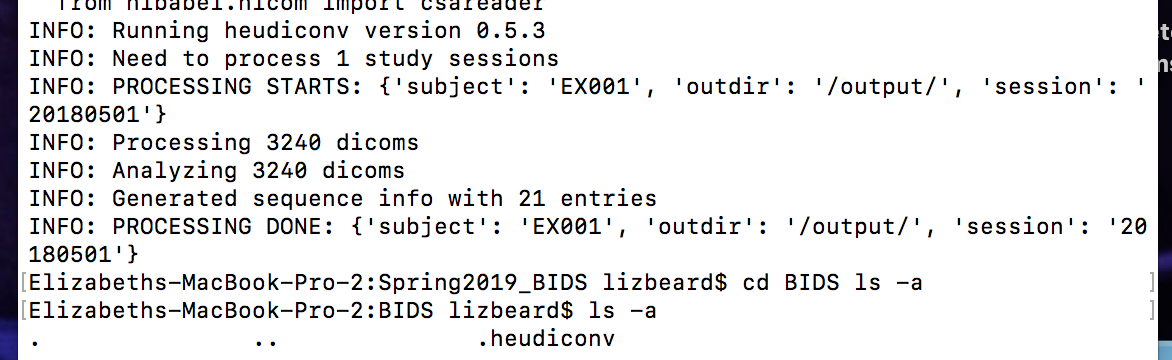 from nibabel.nicom import csareader
INFO: Running heudiconv version 0.5.3
INFO: Need to process 1 study sessions
INFO: PROCESSING STARTS: {'subject': 'EX001', 'outdir': '/output/', 'session': '
20180501'}
INFO: Processing 3240 dicoms
INFO: Analyzing 3240 dicoms
INFO: Generated sequence info with 21 entries
INFO: PROCESSING DONE: {'subject': 'EX001', 'outdir': '/output/', 'session': '20
180501'}
[Elizabeths-MacBook-Pro-2:Spring2019_BIDS lizbeard$ cd BIDS ls -a ]
[Elizabeths-MacBook-Pro-2:BIDS lizbeard$ ls -a ]
. .. .heudiconv